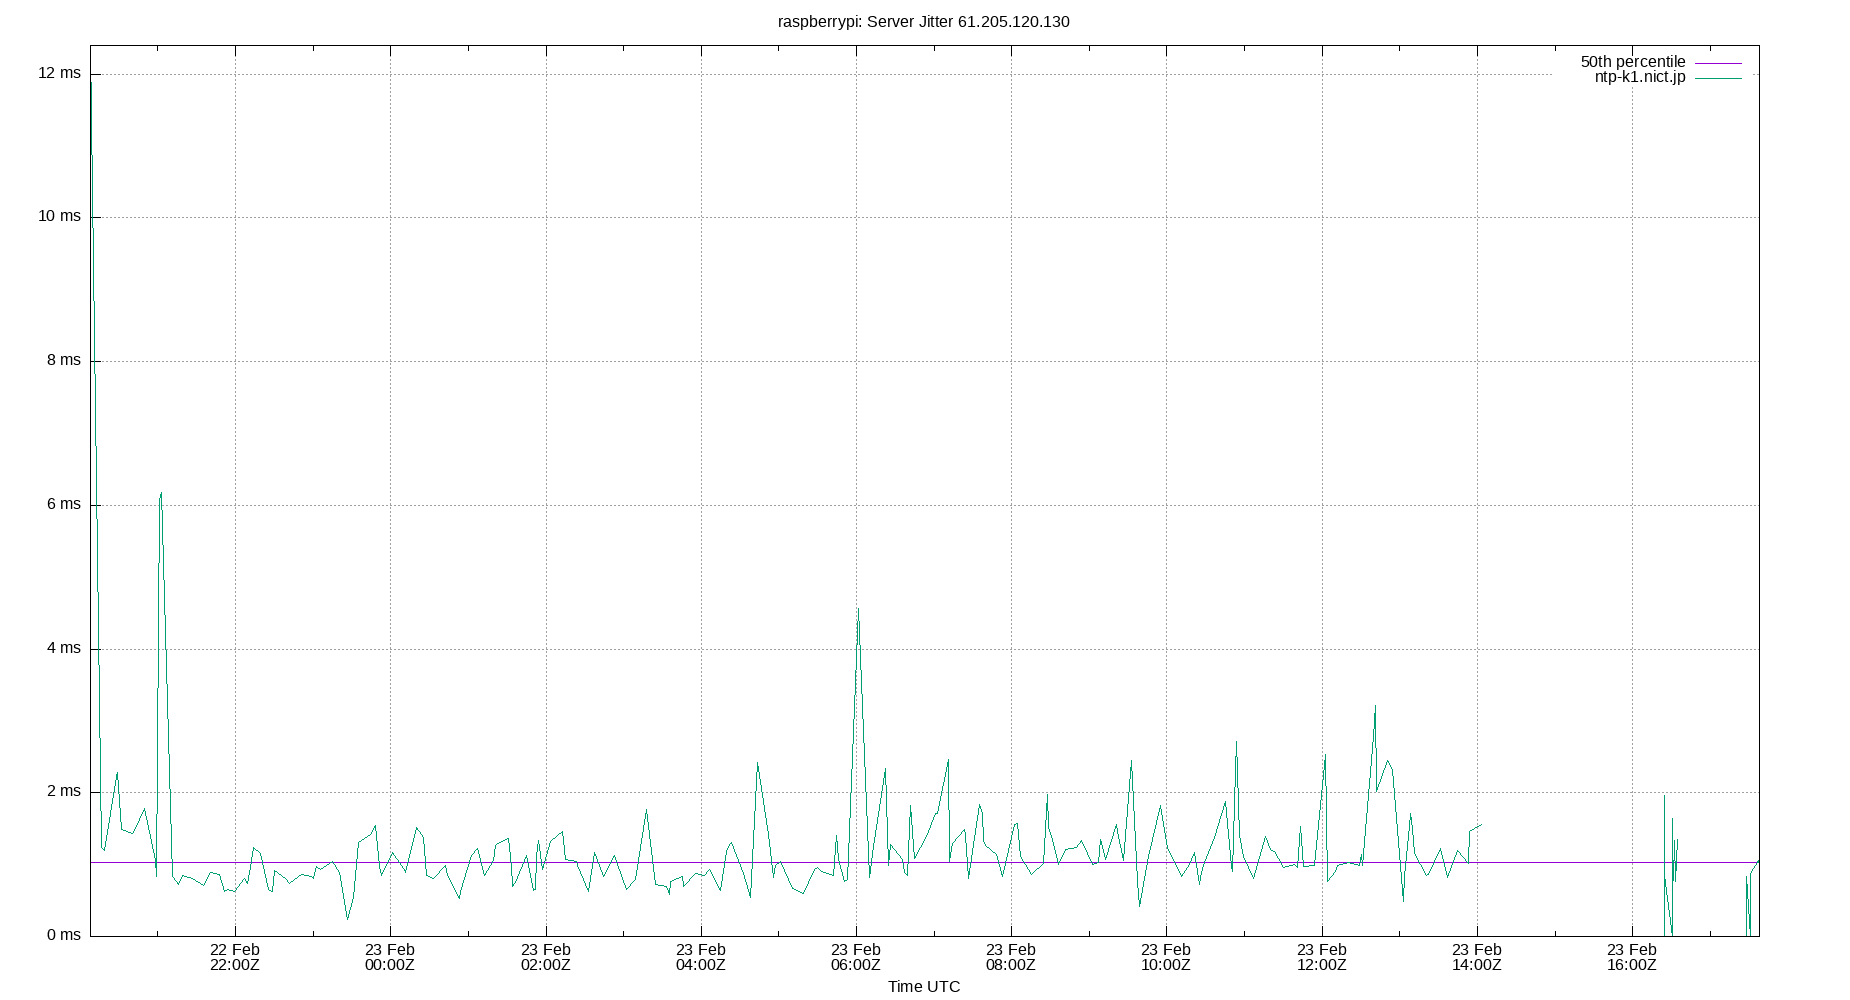 raspberrypi: Server Jitter 61.205.120.130
50th percentile
ntp-k1.nict.jp
12 ms
10 ms
8 ms
6 ms
4 ms
2 ms
0 ms
22 Feb 23 Feb 23 Feb 23 Feb 23 Feb 23 Feb 23 Feb 23 Feb 23 Feb 23 Feb
22:00Z 00:00Z 02:00Z 04:00Z 06:00Z 08:00Z 10:00Z 12:00Z 14:00Z 16:00Z
Time UTC